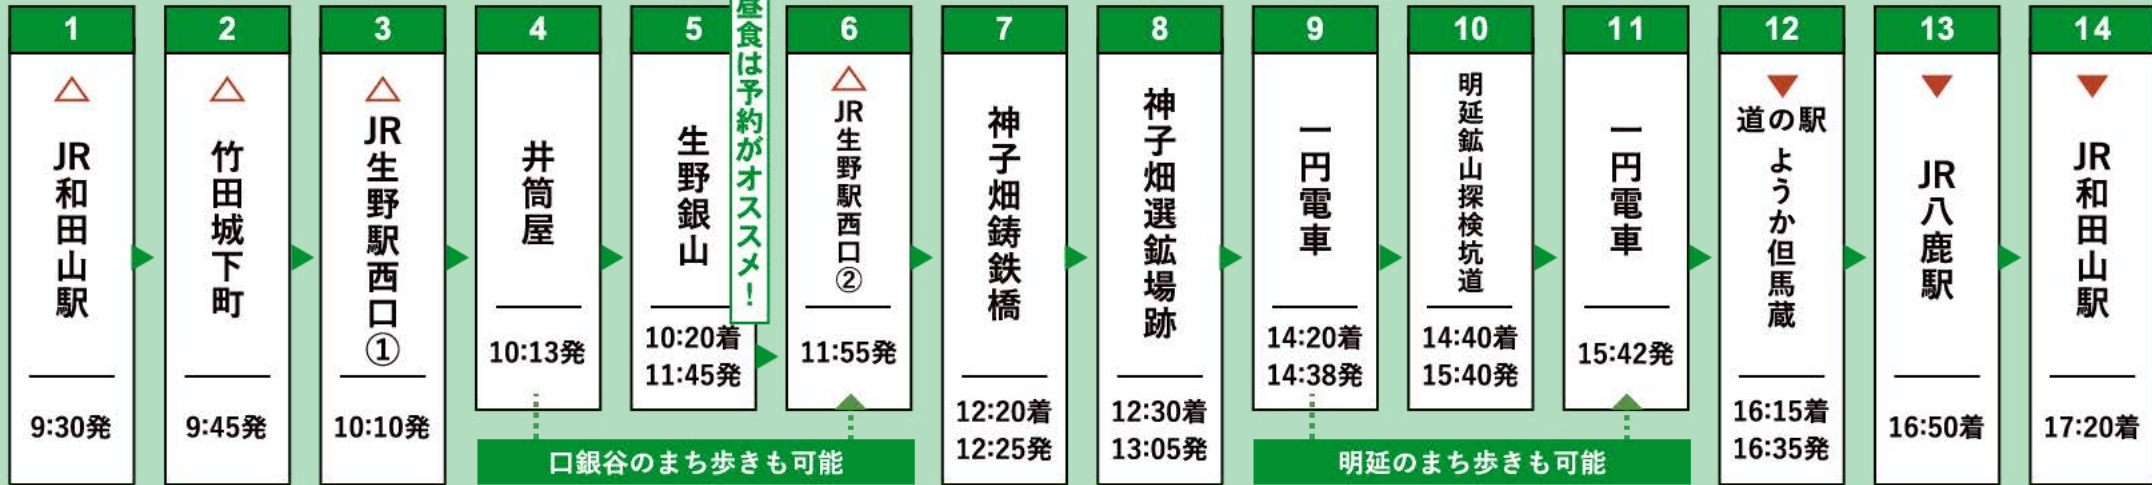 1
△
JR和田山駅
9:30発
2
△
竹田城下町
9:45発
3
△
JR生野駅西口①
10:10発
4
井筒屋
10:13発
5
生野銀山
10:20着
11:45発
昼食は予約がオススメ！
6
△
JR生野駅西口②
11:55発
口銀谷のまち歩きも可能
7
神子畑鋳鉄橋
12:20着
12:25発
8
神子畑選鉱場跡
12:30着
13:05発
9
一円電車
14:20着
14:38発
10
明延鉱山探検坑道
14:40着
15:40発
11
一円電車
15:42発
明延のまち歩きも可能
12
▼
道の駅
ようか但馬蔵
16:15着
16:35発
13
▼
JR八鹿駅
16:50着
14
▼
JR和田山駅
17:20着